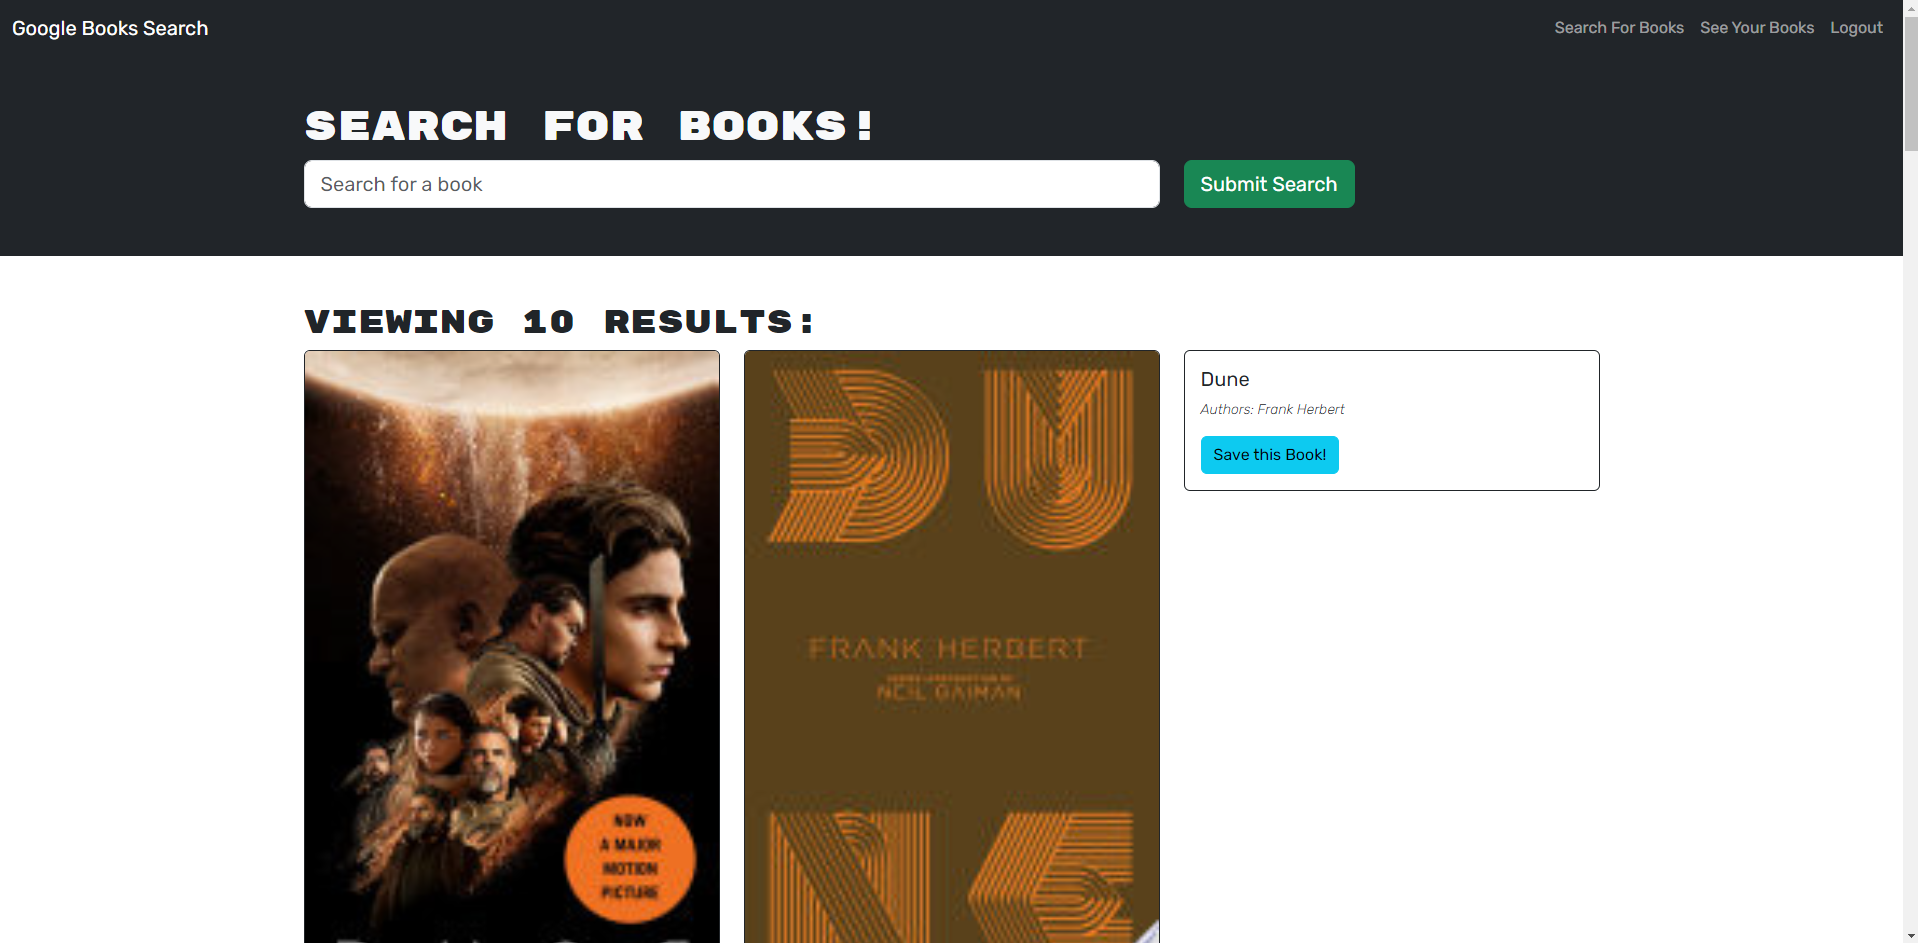 Google Books Search
Search For Books
See Your Books
Logout
SEARCH FOR BOOKS!
Search for a book
Submit Search
VIEWING 10 RESULTS:
NOW
A MAJOR
MOTION
PICTURE
DU
FRANK HERBERT
NEIL GAIMAN
NE
Dune
Authors: Frank Herbert
Save this Book!